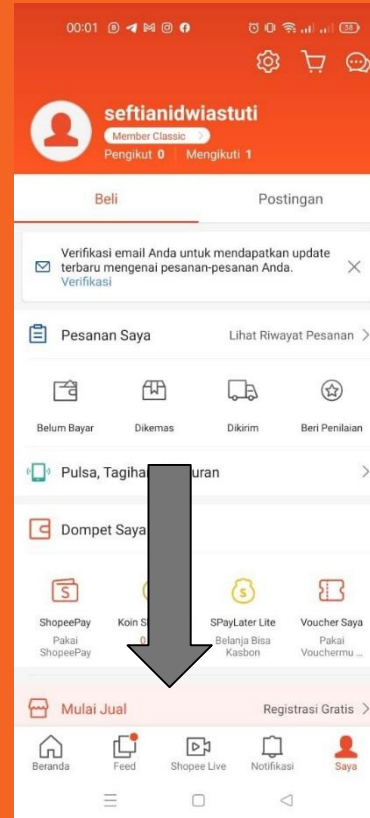 00:01
38
seftianidwiastuti
Member Classic >
Pengikut 0 | Mengikuti 1
Beli
Postingan
Verifikasi email Anda untuk mendapatkan update
terbaru mengenai pesanan-pesanan Anda.
Verifikasi
Pesanan Saya
Lihat Riwayat Pesanan >
Belum Bayar
Dikemas
Dikirim
Beri Penilaian
Pulsa,
Dompet Saya
ShopeePay
Koin
SPayLater Lite
Voucher Saya
Pakai
ShopeePay
Belanja Bisa
Kasbon
Pakai
Vouchermu ...
Mulai Jual
Registrasi Gratis >
Beranda
Feed
Shopee Live
Notifikasi
Saya